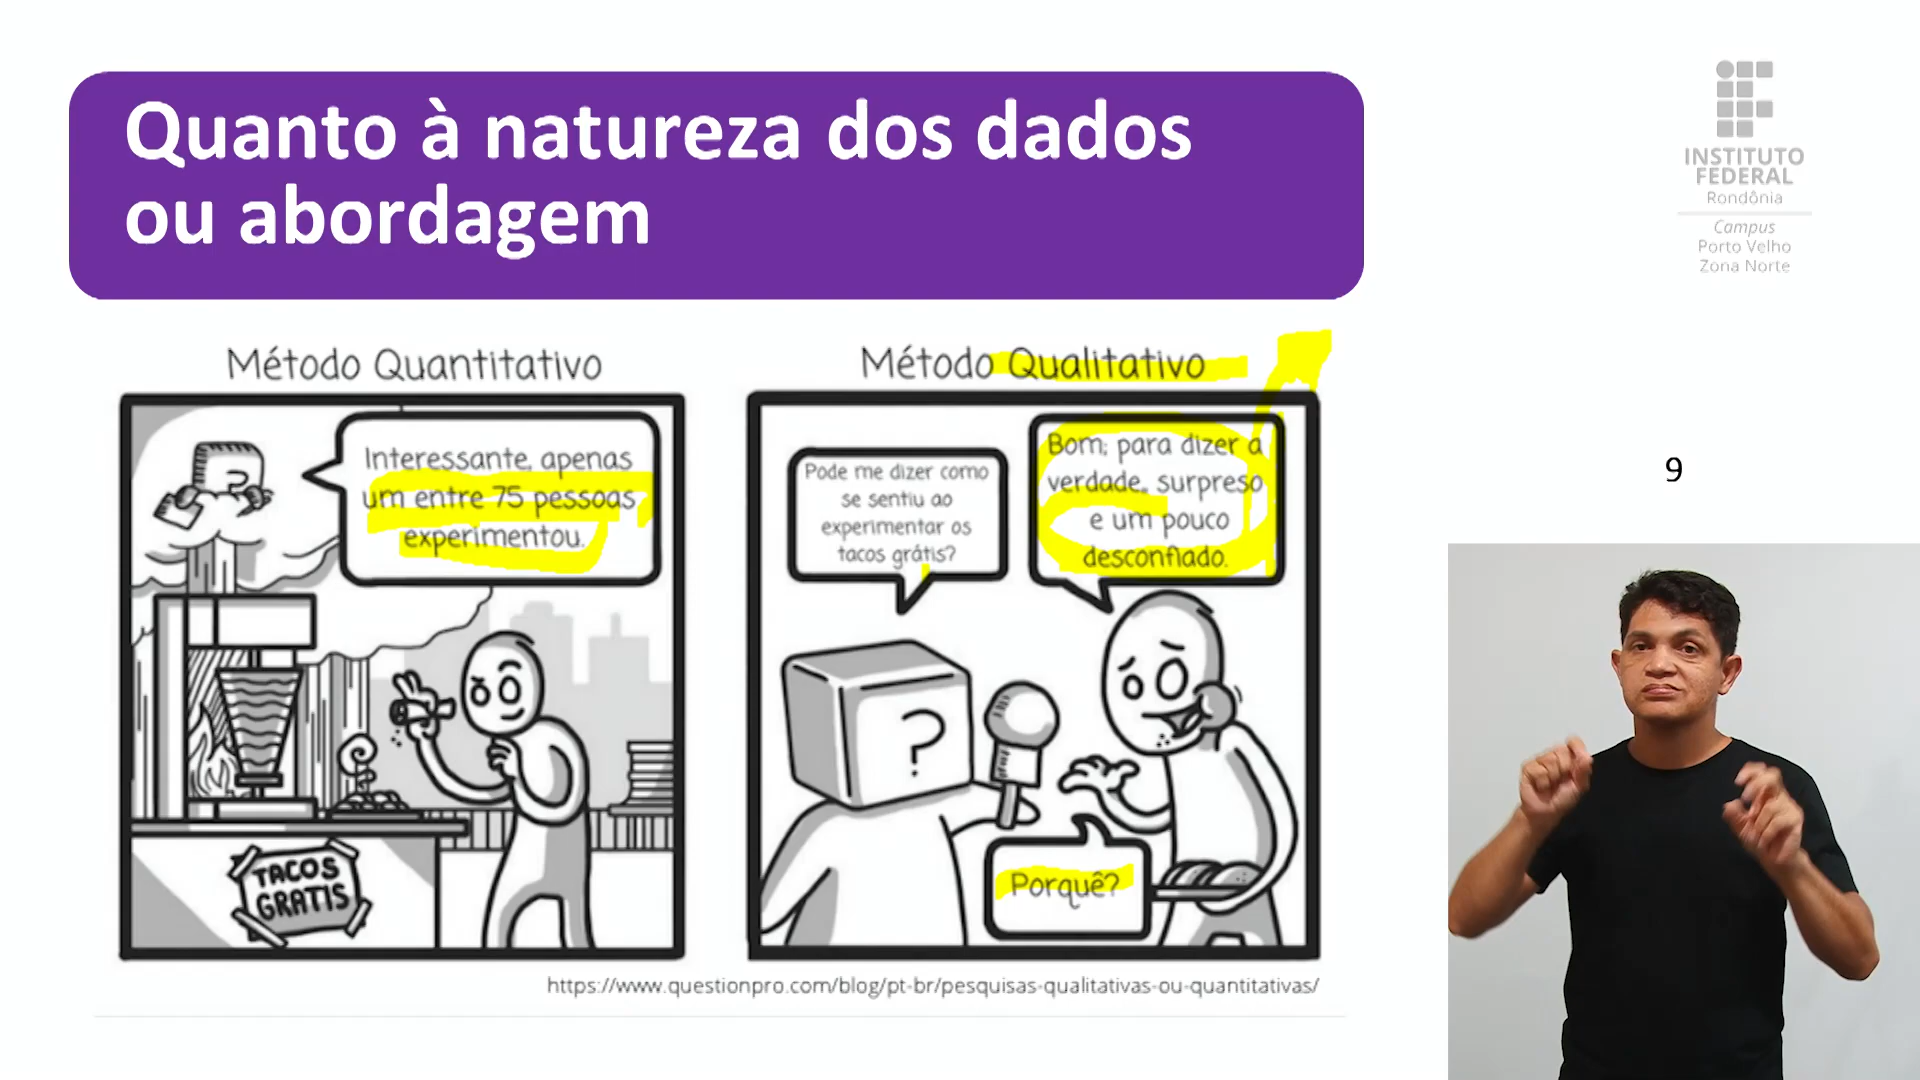 Quanto à natureza dos dados
ou abordagem
INSTITUTO
FEDERAL
Rondônia
Campus
Porto Velho
Zona Norte
Método Quantitativo
Interessante, apenas
um entre 75 pessoas
experimentou.
TACOS
GRATIS
Método Qualitativo
Pode me dizer como
se sentiu ao
experimentar os
tacos grátis?
Bom; para dizer a
verdade, surpreso
e um pouco
desconfiado.
?
Porquê?
https://www.questionpro.com/blog/pt-br/pesquisas-qualitativas-ou-quantitativas/
9